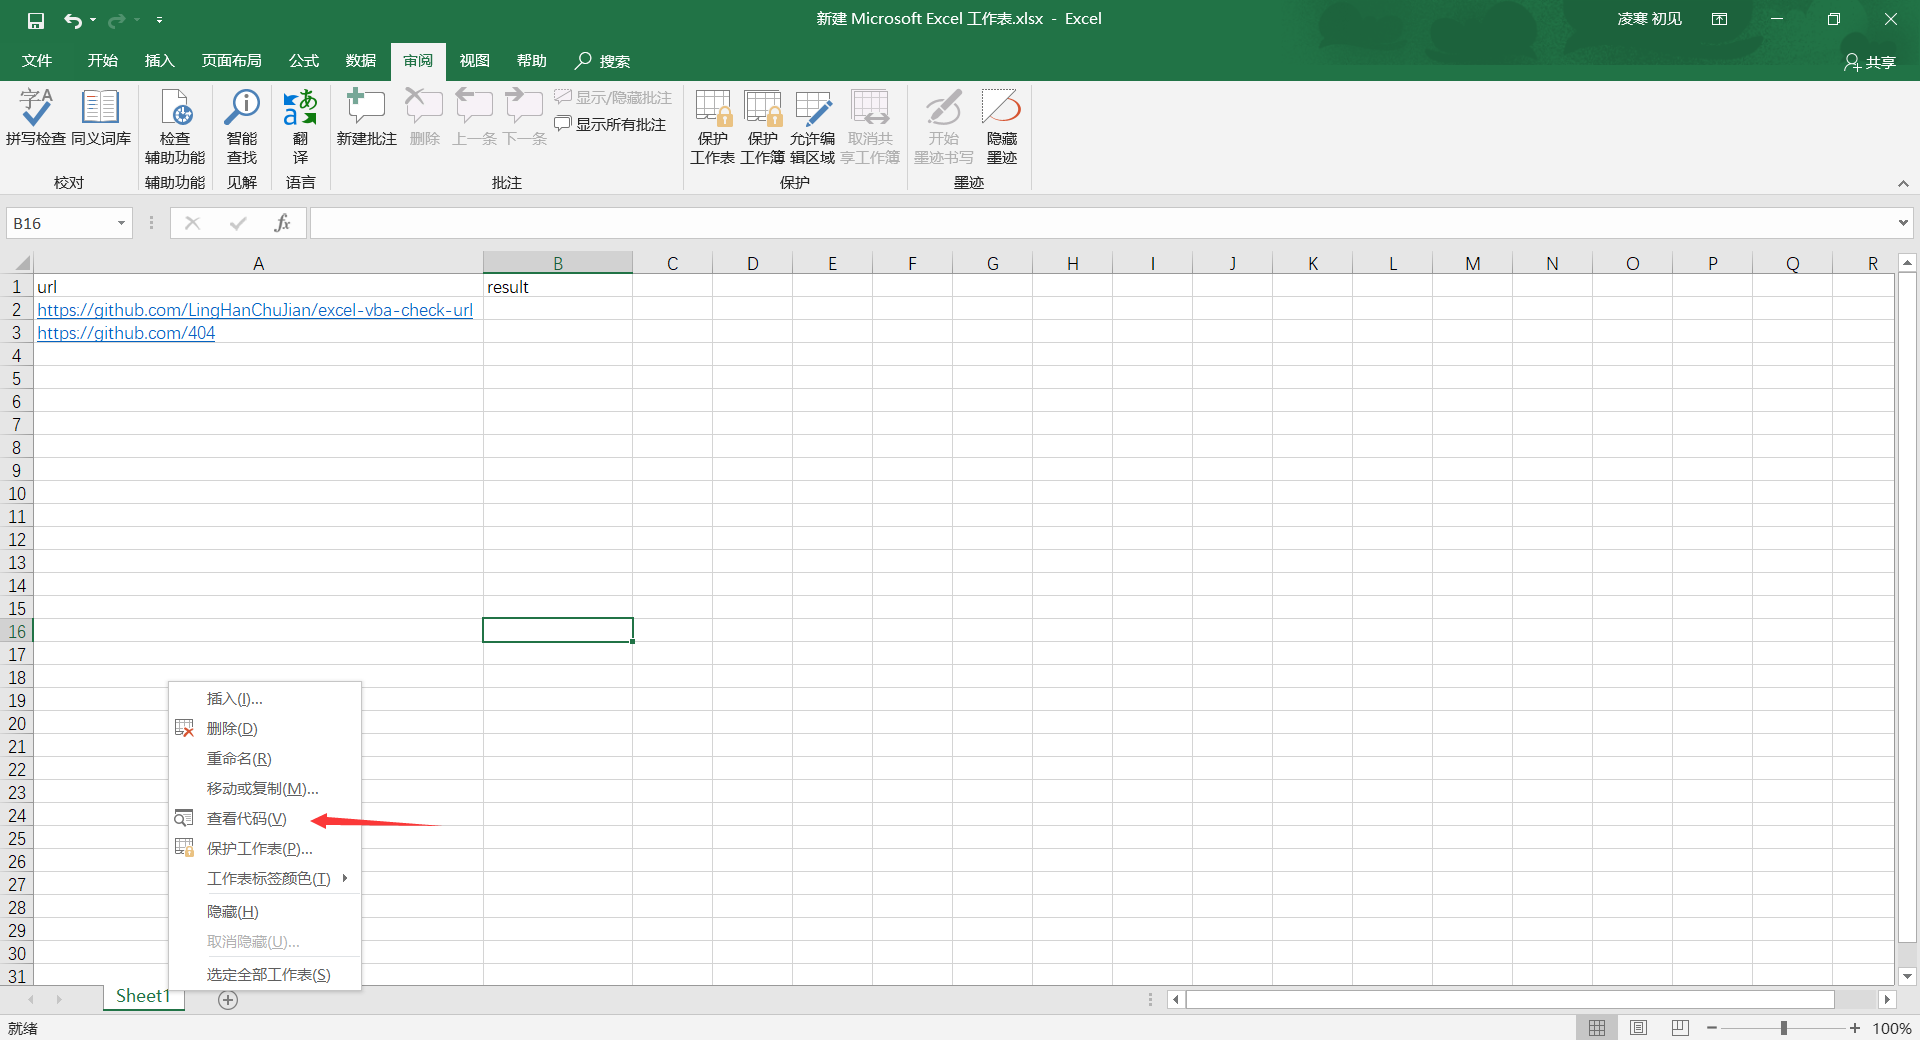 新建 Microsoft Excel 工作表.xlsx - Excel
凌寒 初见
文件 开始 插入 页面布局 公式 数据 审阅 视图 帮助 搜索 共享
字A
拼写检查 同义词库
校对
检查
辅助功能
辅助功能
智能
查找
见解
aあ
翻
译
语言
新建批注 删除 上一条 下一条
显示/隐藏批注
显示所有批注
批注
保护
工作表
保护
工作簿
允许编
辑区域
取消共
享工作簿
保护
开始
墨迹书写
隐藏
墨迹
墨迹
B16 fx
A B C D E F G H I J K L M N O P Q R
1 url result
2 https://github.com/LingHanChuJian/excel-vba-check-url
3 https://github.com/404
4
5
6
7
8
9
10
11
12
13
14
15
16
17
18
19
20
21
22
23
24
25
26
27
28
29
30
31
插入(I)...
删除(D)
重命名(R)
移动或复制(M)...
查看代码(V)
保护工作表(P)...
工作表标签颜色(T)
隐藏(H)
取消隐藏(U)...
选定全部工作表(S)
Sheet1
就绪 100%